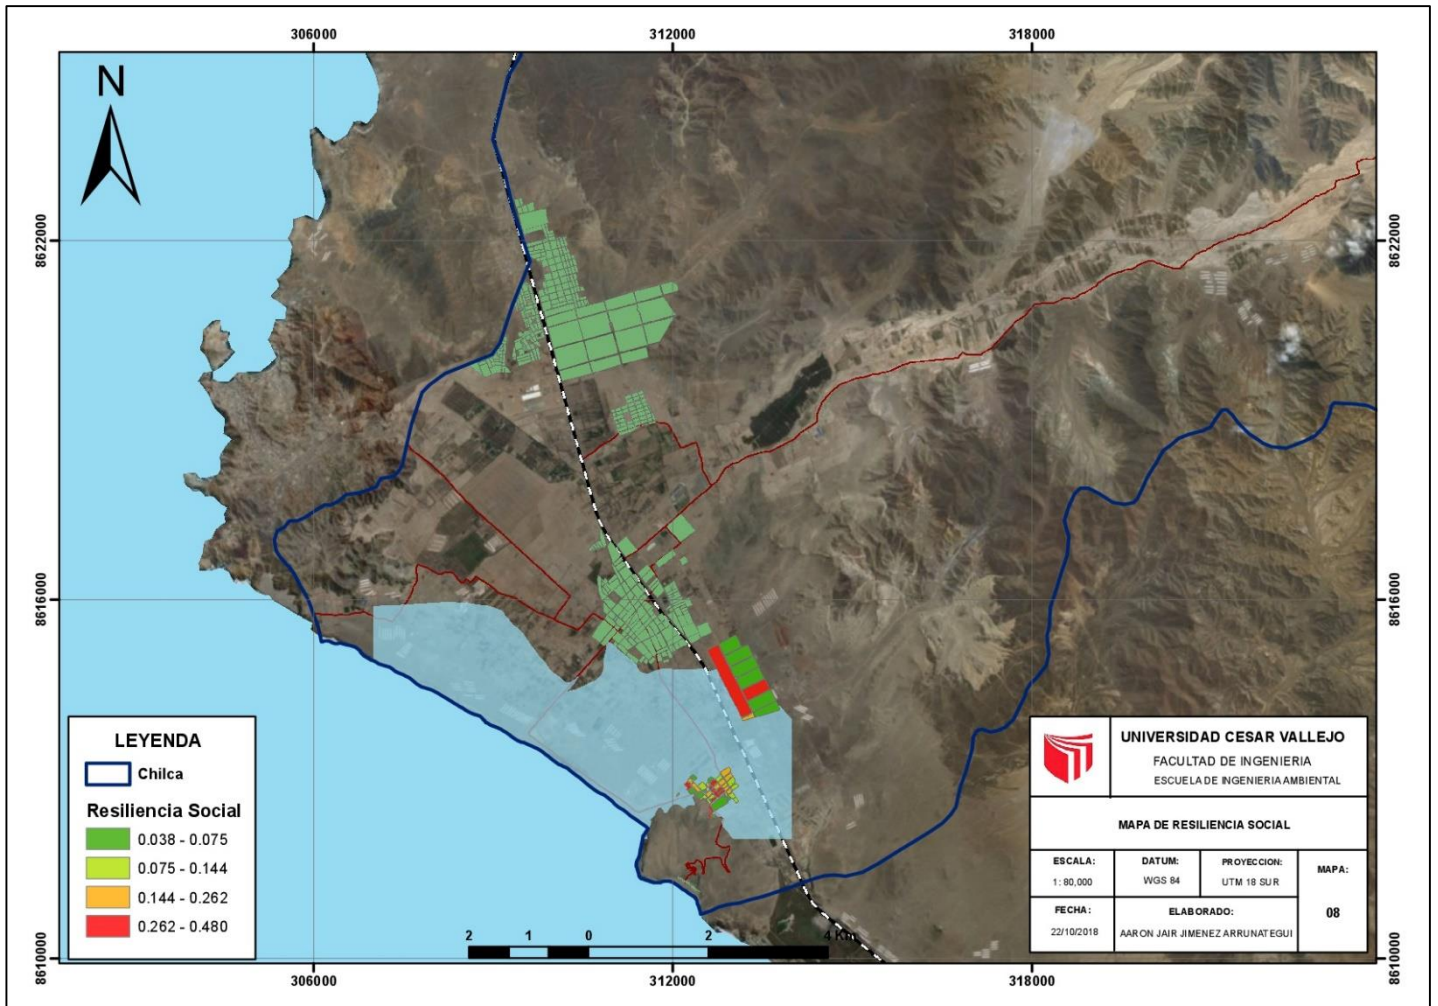 306000 312000 318000
N
8622000 8622000
8616000 8616000
8610000 8610000
LEYENDA
Chilca
Resiliencia Social
0.038 - 0.075
0.075 - 0.144
0.144 - 0.262
0.262 - 0.480
2 1 0 2 4 Km
UNIVERSIDAD CESAR VALLEJO
FACULTAD DE INGENIERIA
ESCUELA DE INGENIERIA AMBIENTAL
MAPA DE RESILIENCIA SOCIAL
ESCALA: DATUM: PROYECCION: MAPA:
1: 80,000 WGS 84 UTM 18 SUR
08
FECHA: ELABORADO:
22/10/2018 AARON JAIR JIMENEZ ARRUNATEGUI
306000 312000 318000